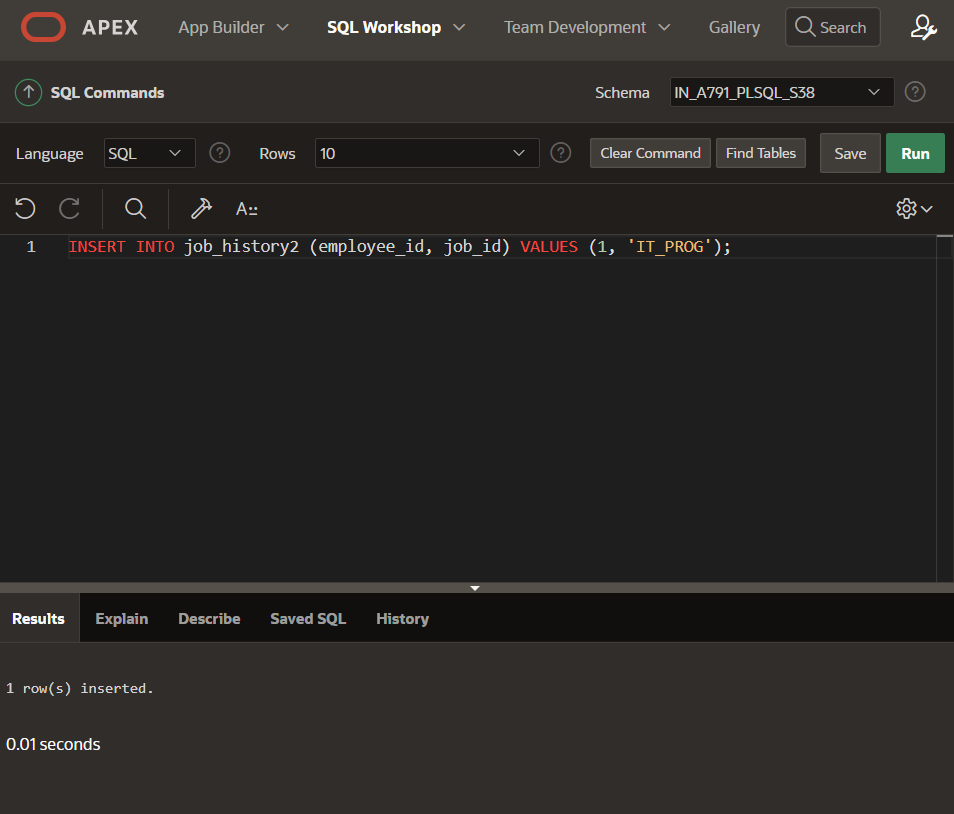 APEX App Builder SQL Workshop Team Development Gallery Search
SQL Commands Schema IN_A791_PLSQL_S38 ?
Language SQL ? Rows 10 ? Clear Command Find Tables Save Run
A::
1 INSERT INTO job_history2 (employee_id, job_id) VALUES (1, 'IT_PROG');
Results Explain Describe Saved SQL History
1 row(s) inserted.
0.01 seconds